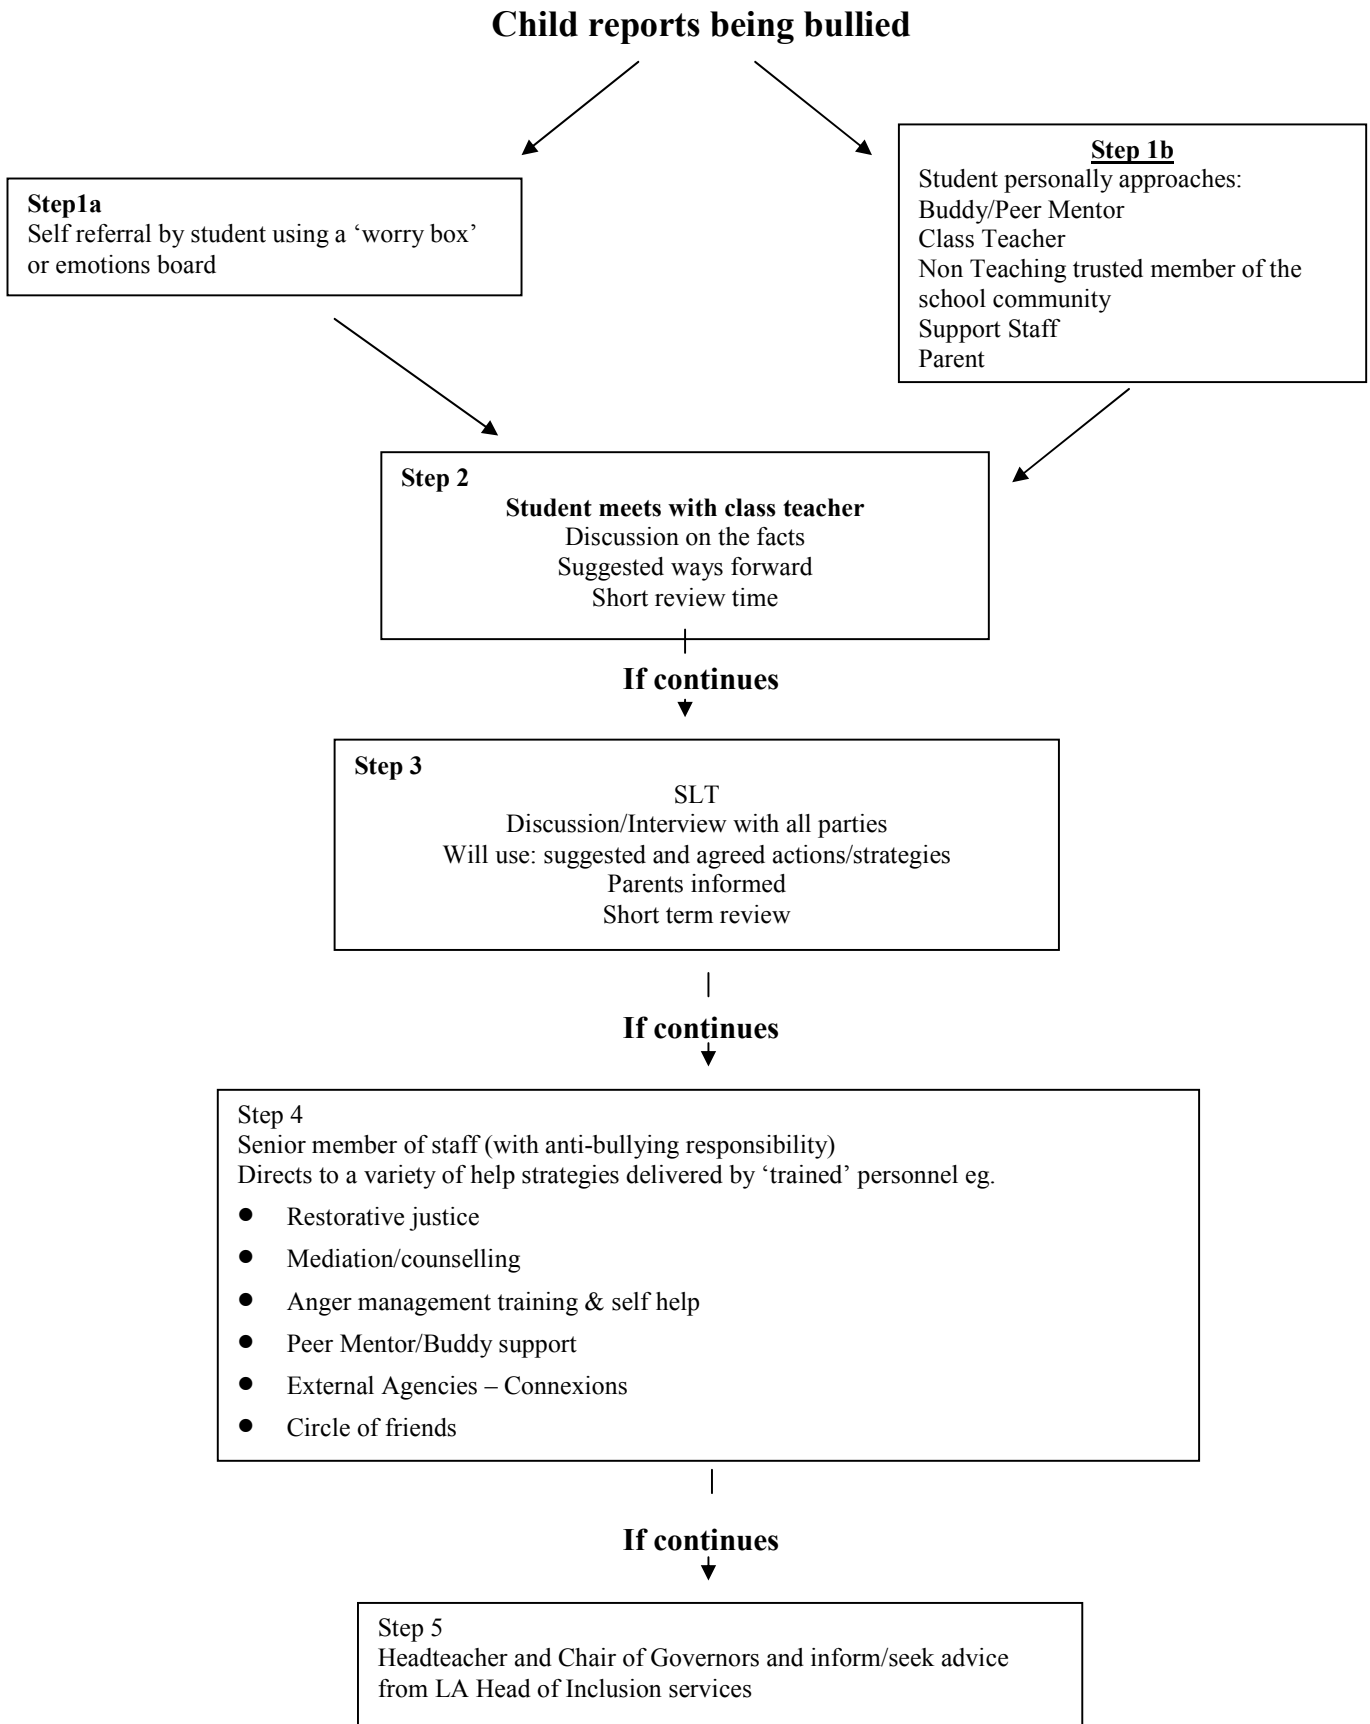 Child reports being bullied
Step1a
Self referral by student using a ‘worry box’
or emotions board
Step 1b
Student personally approaches:
Buddy/Peer Mentor
Class Teacher
Non Teaching trusted member of the
school community
Support Staff
Parent
Step 2
Student meets with class teacher
Discussion on the facts
Suggested ways forward
Short review time
If continues
Step 3
SLT
Discussion/Interview with all parties
Will use: suggested and agreed actions/strategies
Parents informed
Short term review
If continues
Step 4
Senior member of staff (with anti-bullying responsibility)
Directs to a variety of help strategies delivered by ‘trained’ personnel eg.
● Restorative justice
● Mediation/counselling
● Anger management training & self help
● Peer Mentor/Buddy support
● External Agencies – Connexions
● Circle of friends
If continues
Step 5
Headteacher and Chair of Governors and inform/seek advice
from LA Head of Inclusion services